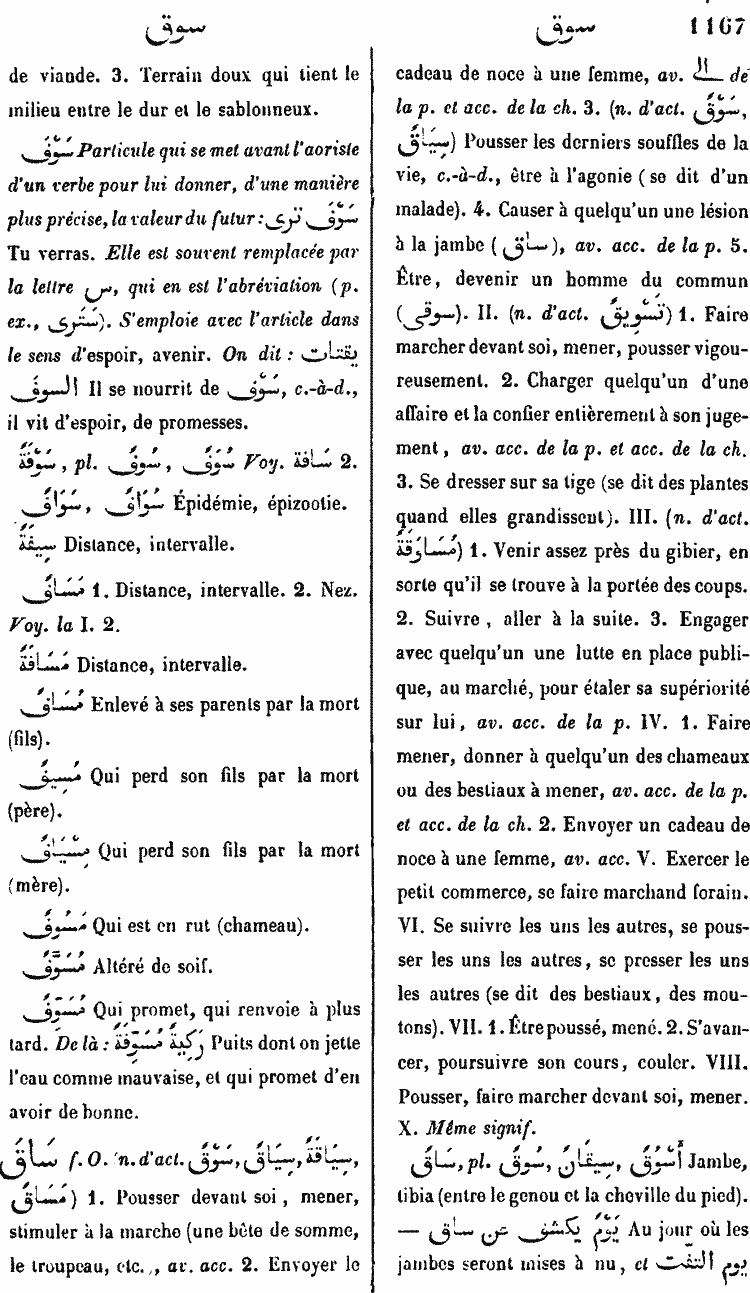 سوق
سوق 1167
de viande. 3. Terrain doux qui tient le
milieu entre le dur et le sablonneux.
سَوْفَ Particule qui se met avant l'aoriste
d'un verbe pour lui donner, d'une manière
plus précise, la valeur du futur : سَوْفَ ترى
Tu verras. Elle est souvent remplacée par
la lettre س, qui en est l'abréviation (p.
ex., سَتَرى). S'emploie avec l'article dans
le sens d'espoir, avenir. On dit : يقتات
السوفَ Il se nourrit de سَوْفَ, c.-à-d.,
il vit d'espoir, de promesses.
pl. Voy. سَافة 2.
Épidémie, épizootie.
Distance, intervalle.
مَسَافٌ 1. Distance, intervalle. 2. Nez.
Voy. la I. 2.
مَسَافَةٌ Distance, intervalle.
مُسَافٌ Enlevé à ses parents par la mort
(fils).
مُسِيفٌ Qui perd son fils par la mort
(père).
Qui perd son fils par la mort
(mère).
Qui est en rut (chameau).
Altéré de soif.
مُسَوِّفٌ Qui promet, qui renvoie à plus
tard. De là : رَكِيَّةٌ مُسَوِّفَةٌ Puits dont on jette
l'eau comme mauvaise, et qui promet d'en
avoir de bonne.
سَاقَ f. O. (n. d'act. سَوْقٌ, سِيَاقٌ, سِيَاقَةٌ,
مَسَاقٌ) 1. Pousser devant soi, mener,
stimuler à la marche (une bête de somme,
le troupeau, etc., av. acc. 2. Envoyer le
cadeau de noce à une femme, av. إلى de
la p. et acc. de la ch. 3. (n. d'act. سَوْقٌ,
سِيَاقٌ) Pousser les derniers souffles de la
vie, c.-à-d., être à l'agonie (se dit d'un
malade). 4. Causer à quelqu'un une lésion
à la jambe (ساق), av. acc. de la p. 5.
Être, devenir un homme du commun
(سوقى). II. (n. d'act. تَسْوِيقٌ) 1. Faire
marcher devant soi, mener, pousser vigou-
reusement. 2. Charger quelqu'un d'une
affaire et la confier entièrement à son juge-
ment, av. acc. de la p. et acc. de la ch.
3. Se dresser sur sa tige (se dit des plantes
quand elles grandissent). III. (n. d'act.
مُسَاوَقَةٌ) 1. Venir assez près du gibier, en
sorte qu'il se trouve à la portée des coups.
2. Suivre, aller à la suite. 3. Engager
avec quelqu'un une lutte en place publi-
que, au marché, pour étaler sa supériorité
sur lui, av. acc. de la p. IV. 1. Faire
mener, donner à quelqu'un des chameaux
ou des bestiaux à mener, av. acc. de la p.
et acc. de la ch. 2. Envoyer un cadeau de
noce à une femme, av. acc. V. Exercer le
petit commerce, se faire marchand forain.
VI. Se suivre les uns les autres, se pous-
ser les uns les autres, se presser les uns
les autres (se dit des bestiaux, des mou-
tons). VII. 1. Être poussé, mené. 2. S'avan-
cer, poursuivre son cours, couler. VIII.
Pousser, faire marcher devant soi, mener.
X. Même signif.
سَاقٌ, pl. سُوقٌ, سِيقَانٌ, أَسْوُقٌ Jambe,
tibia (entre le genou et la cheville du pied).
— يَوْمَ يكشف عن ساق Au jour où les
jambes seront mises à nu, et يوم التفت